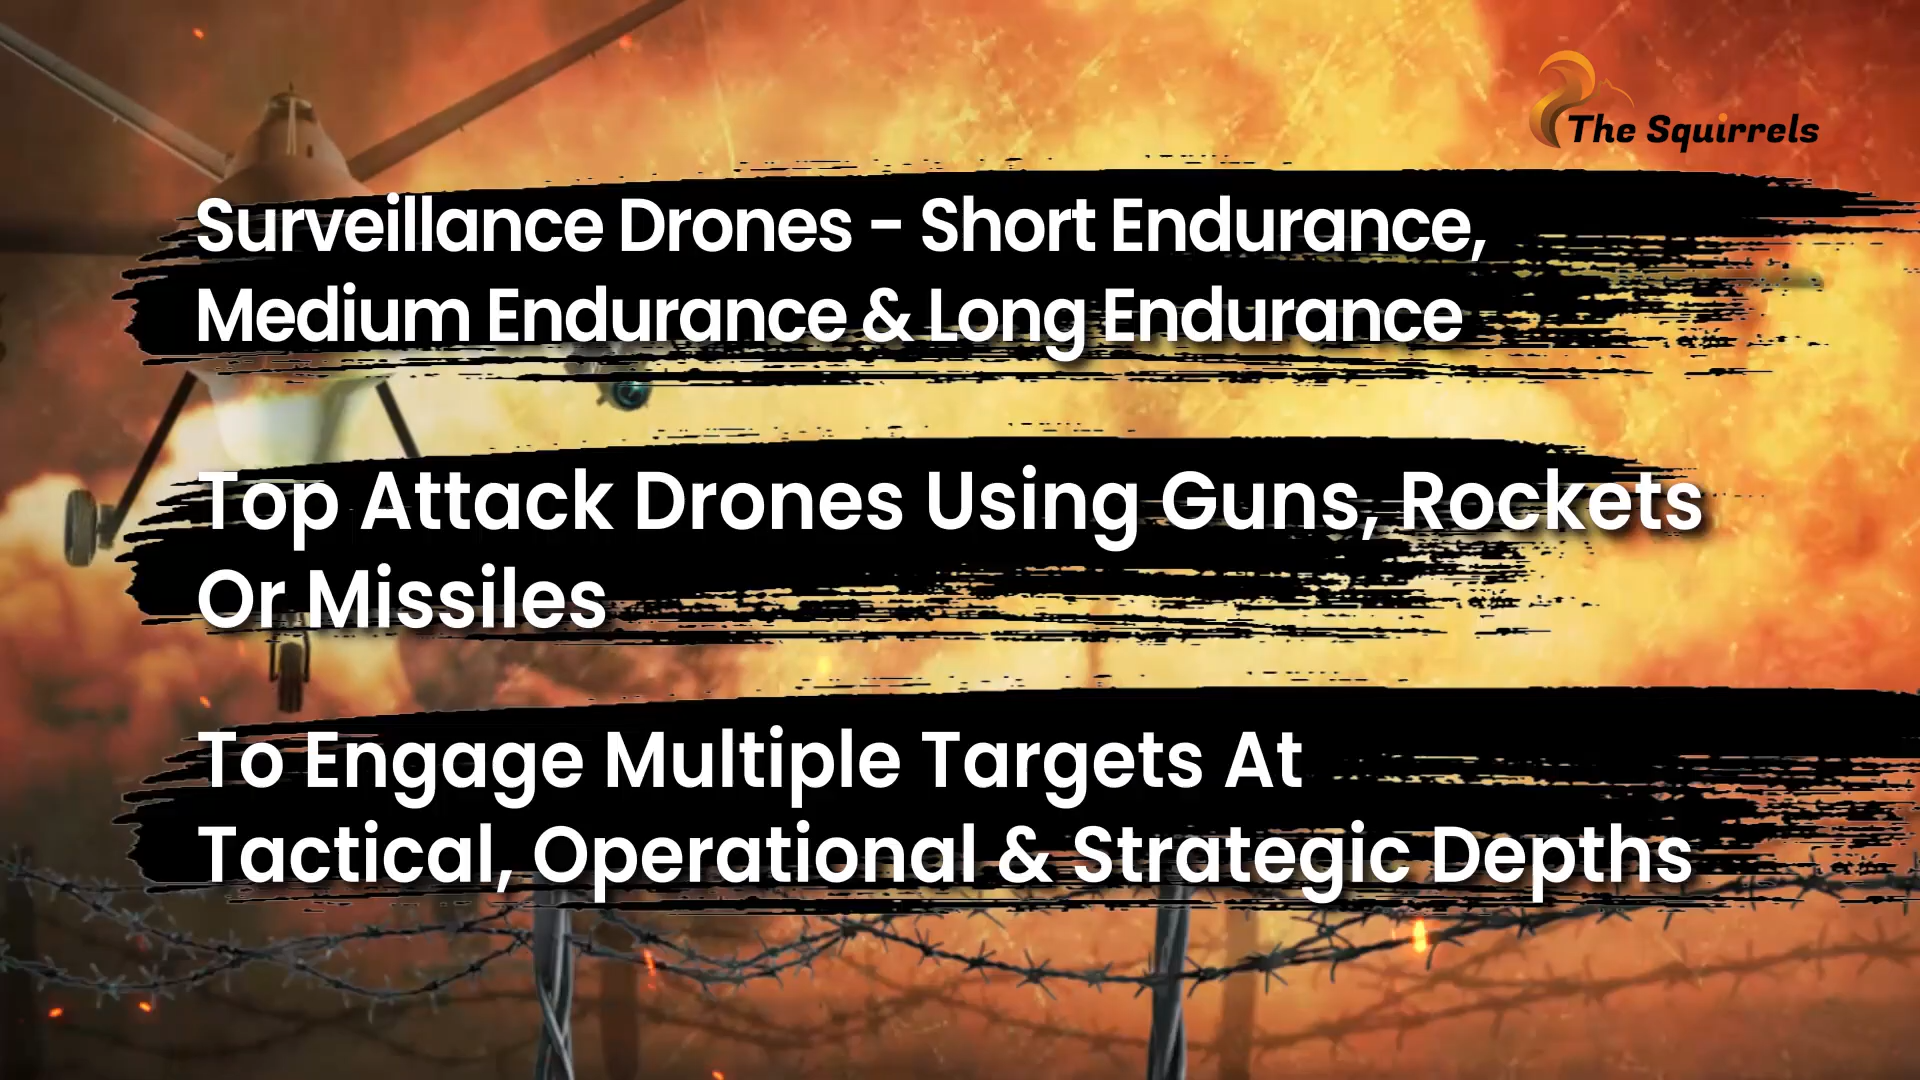 The Squirrels
Surveillance Drones - Short Endurance,
Medium Endurance & Long Endurance
Top Attack Drones Using Guns, Rockets
Or Missiles
To Engage Multiple Targets At
Tactical, Operational & Strategic Depths